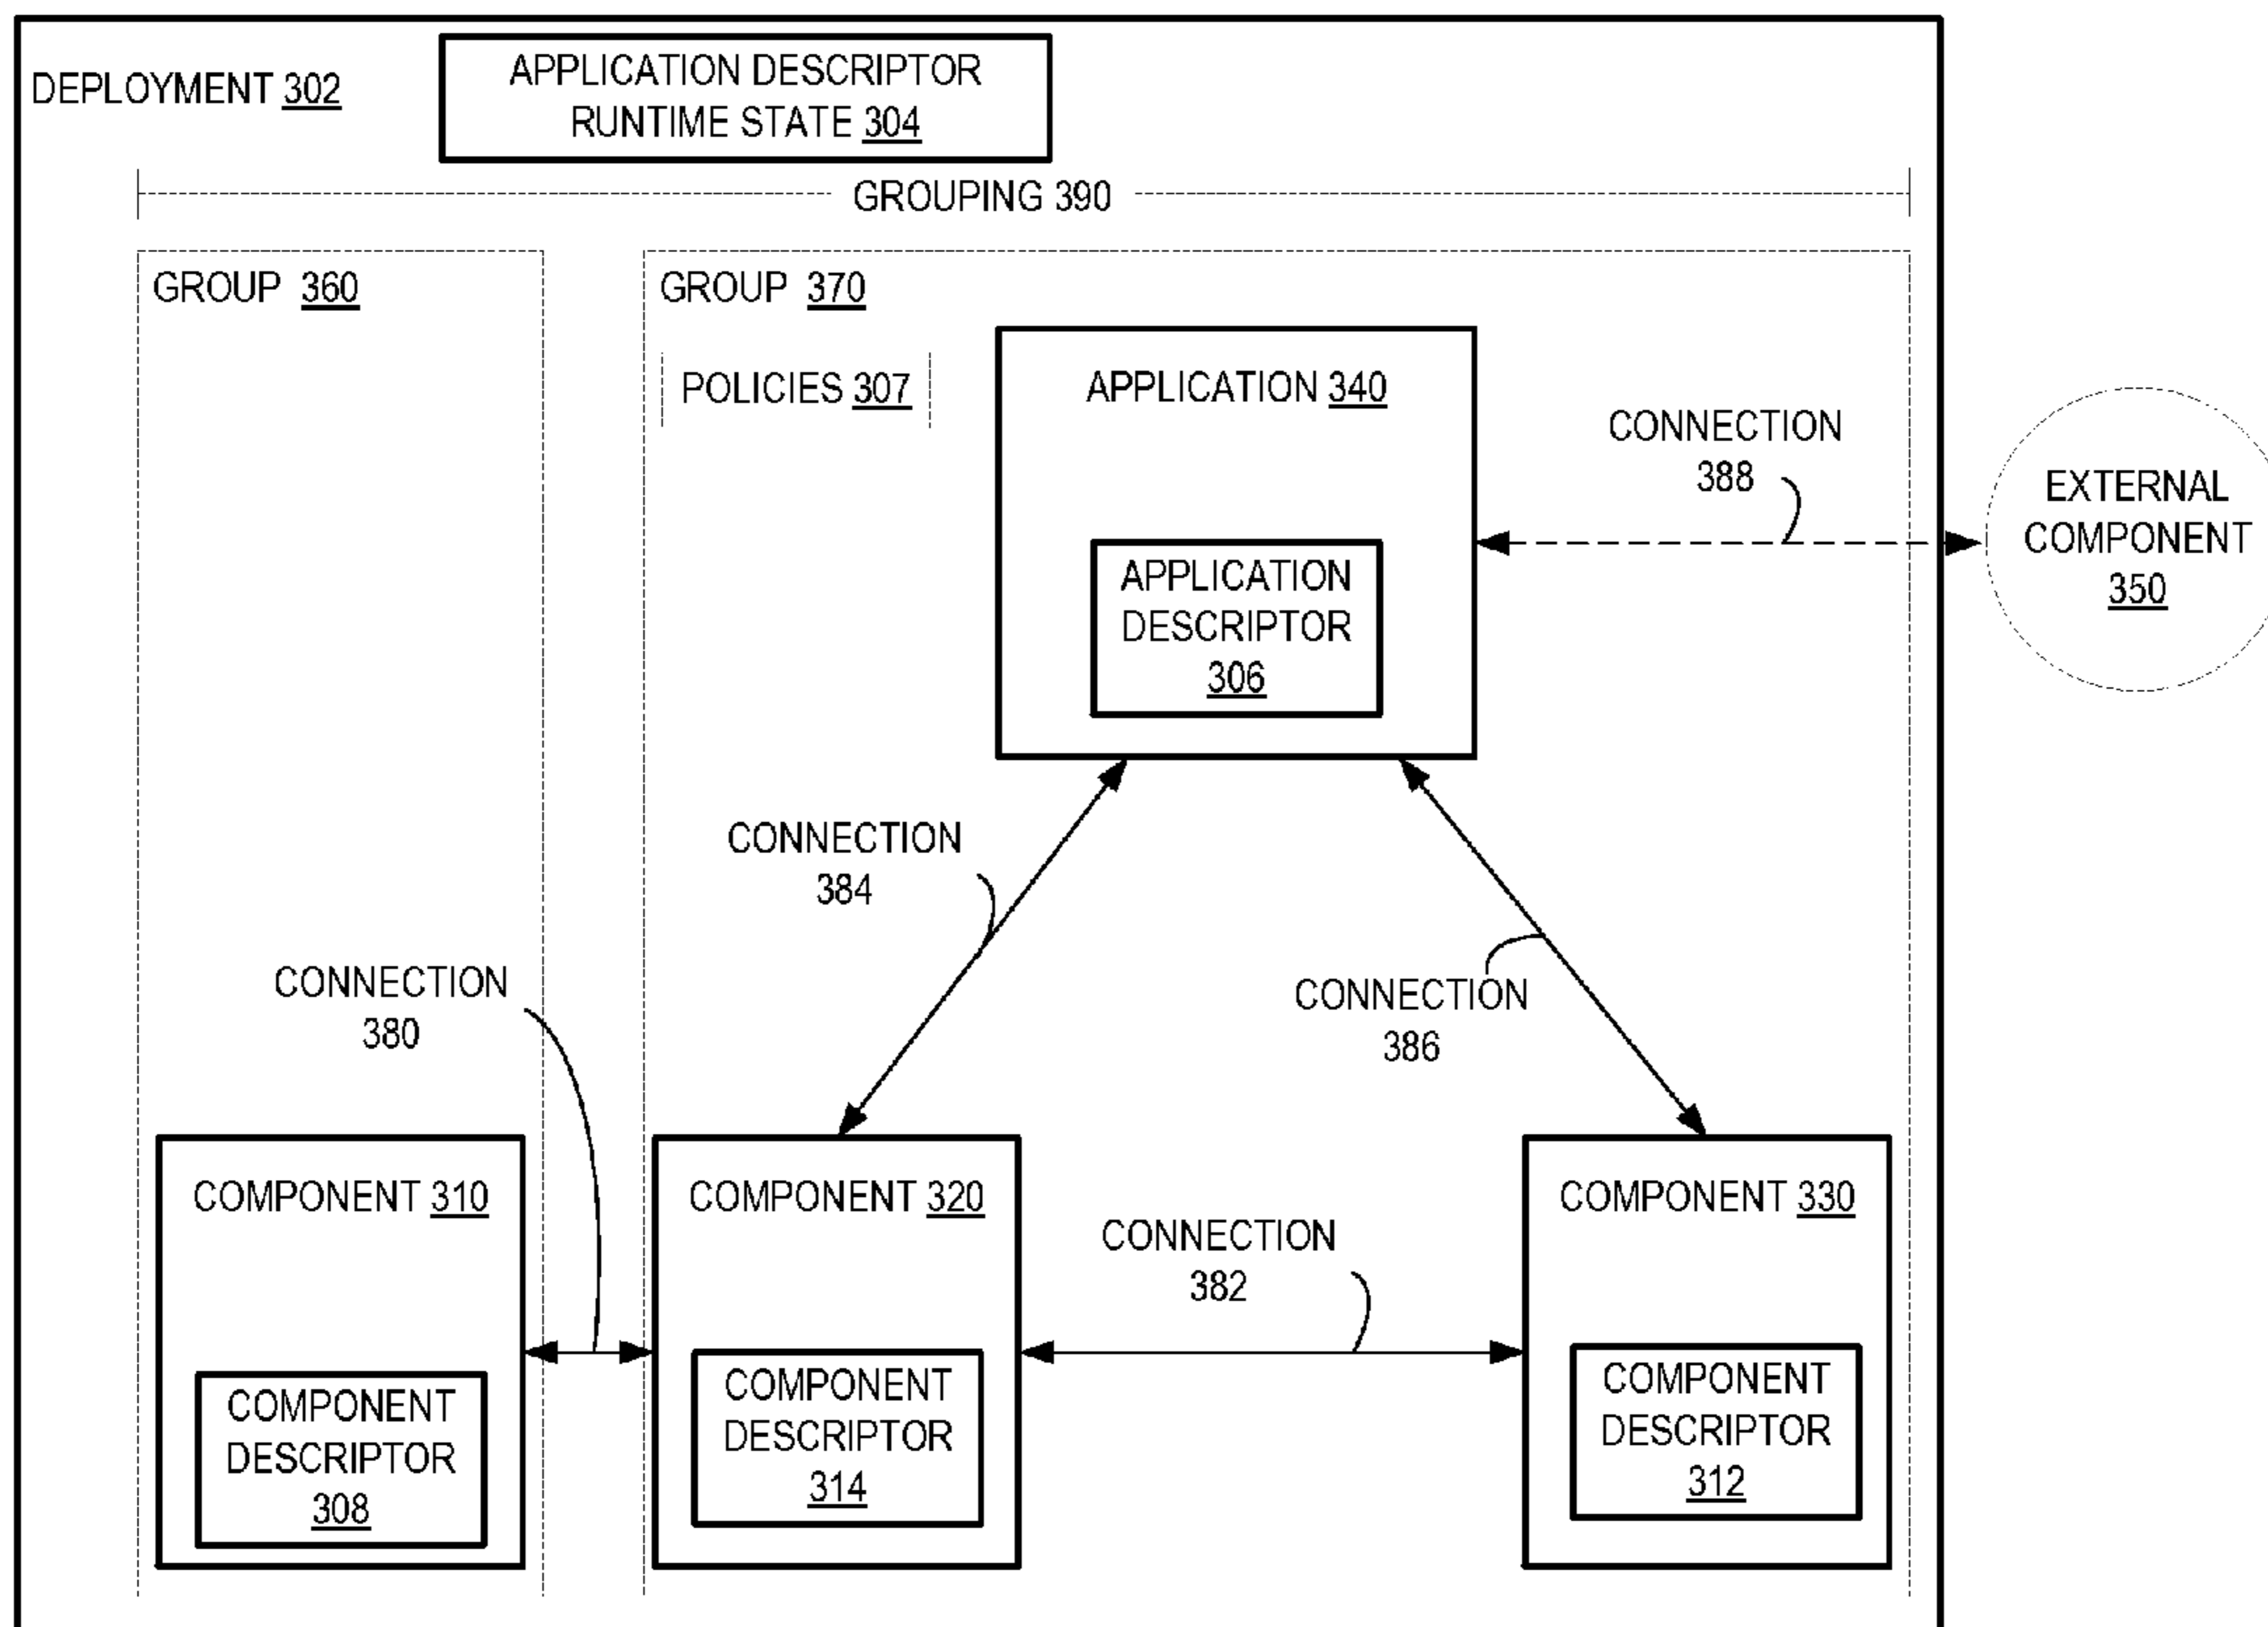 DEPLOYMENT 302
APPLICATION DESCRIPTOR
RUNTIME STATE 304
GROUPING 390
GROUP 360
GROUP 370
POLICIES 307
APPLICATION 340
APPLICATION
DESCRIPTOR
306
CONNECTION
388
EXTERNAL
COMPONENT
350
CONNECTION
384
CONNECTION
386
CONNECTION
380
COMPONENT 310
COMPONENT
DESCRIPTOR
308
COMPONENT 320
COMPONENT
DESCRIPTOR
314
CONNECTION
382
COMPONENT 330
COMPONENT
DESCRIPTOR
312